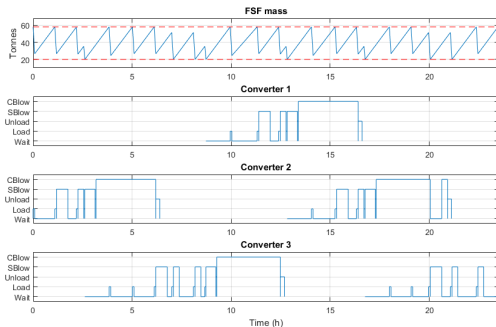 FSF mass
60
40
20
Tonnes
0 5 10 15 20
Converter 1
CBlow
SBlow
Unload
Load
Wait
0 5 10 15 20
Converter 2
CBlow
SBlow
Unload
Load
Wait
0 5 10 15 20
Converter 3
CBlow
SBlow
Unload
Load
Wait
0 5 10 15 20
Time (h)